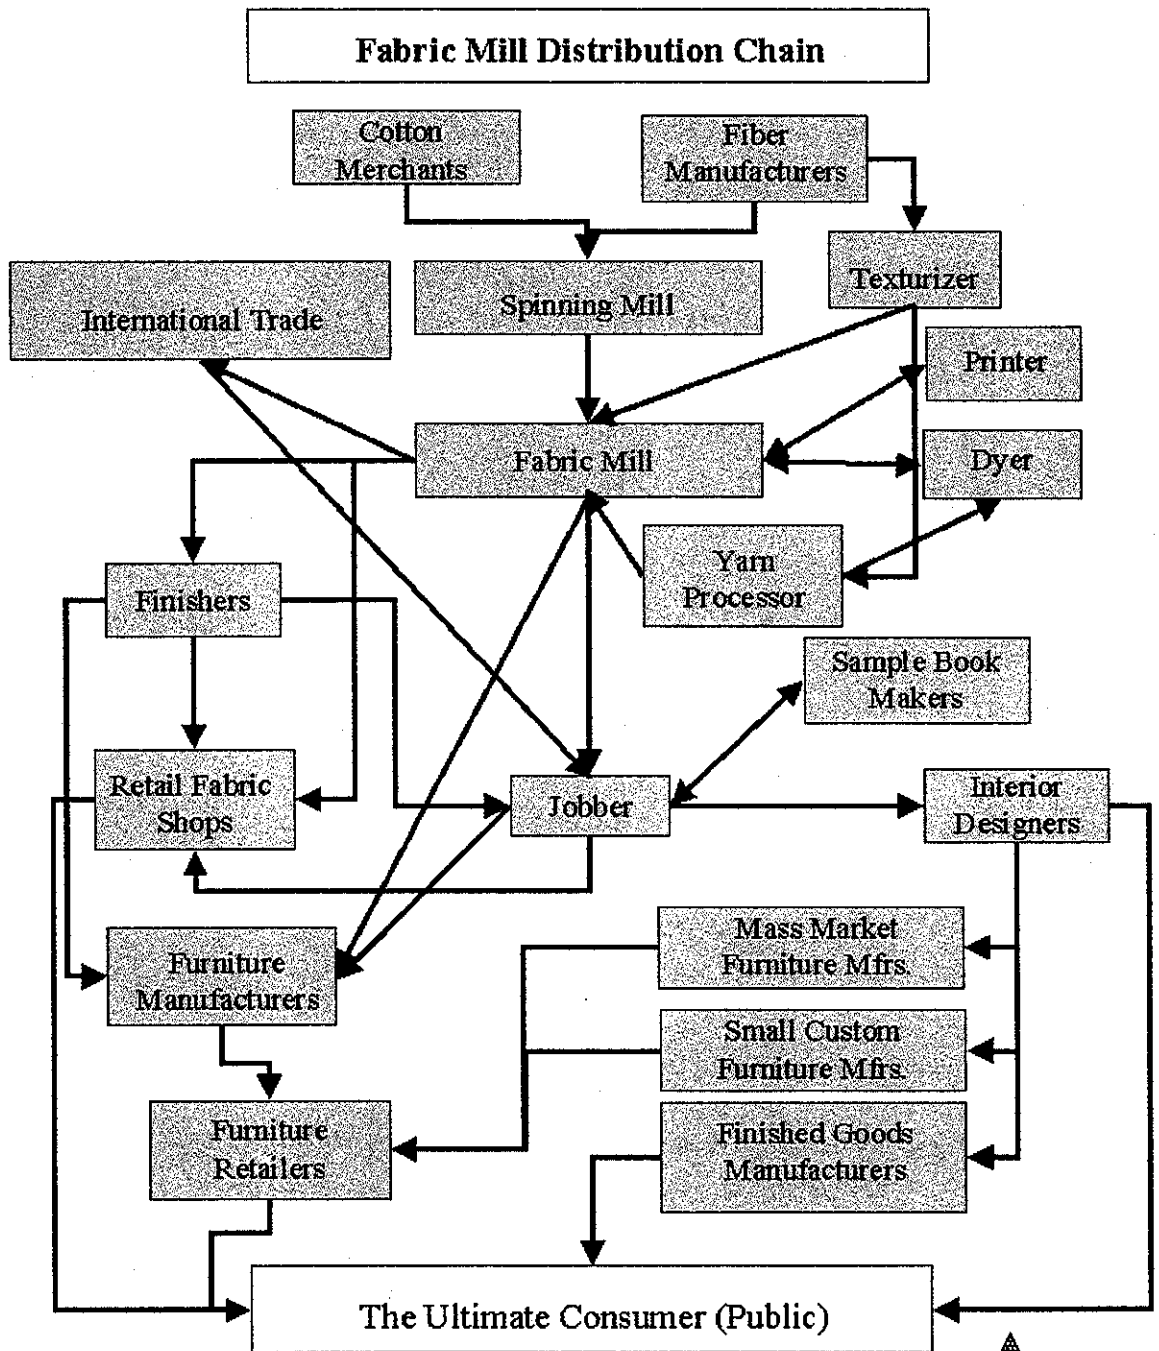 Fabric Mill Distribution Chain
Cotton
Merchants
Fiber
Manufacturers
Texturizer
International Trade
Spinning Mill
Printer
Fabric Mill
Dyer
Yarn
Processor
Finishers
Sample Book
Makers
Retail Fabric
Shops
Jobber
Interior
Designers
Mass Market
Furniture Mfrs.
Furniture
Manufacturers
Small Custom
Furniture Mfrs.
Furniture
Retailers
Finished Goods
Manufacturers
The Ultimate Consumer (Public)